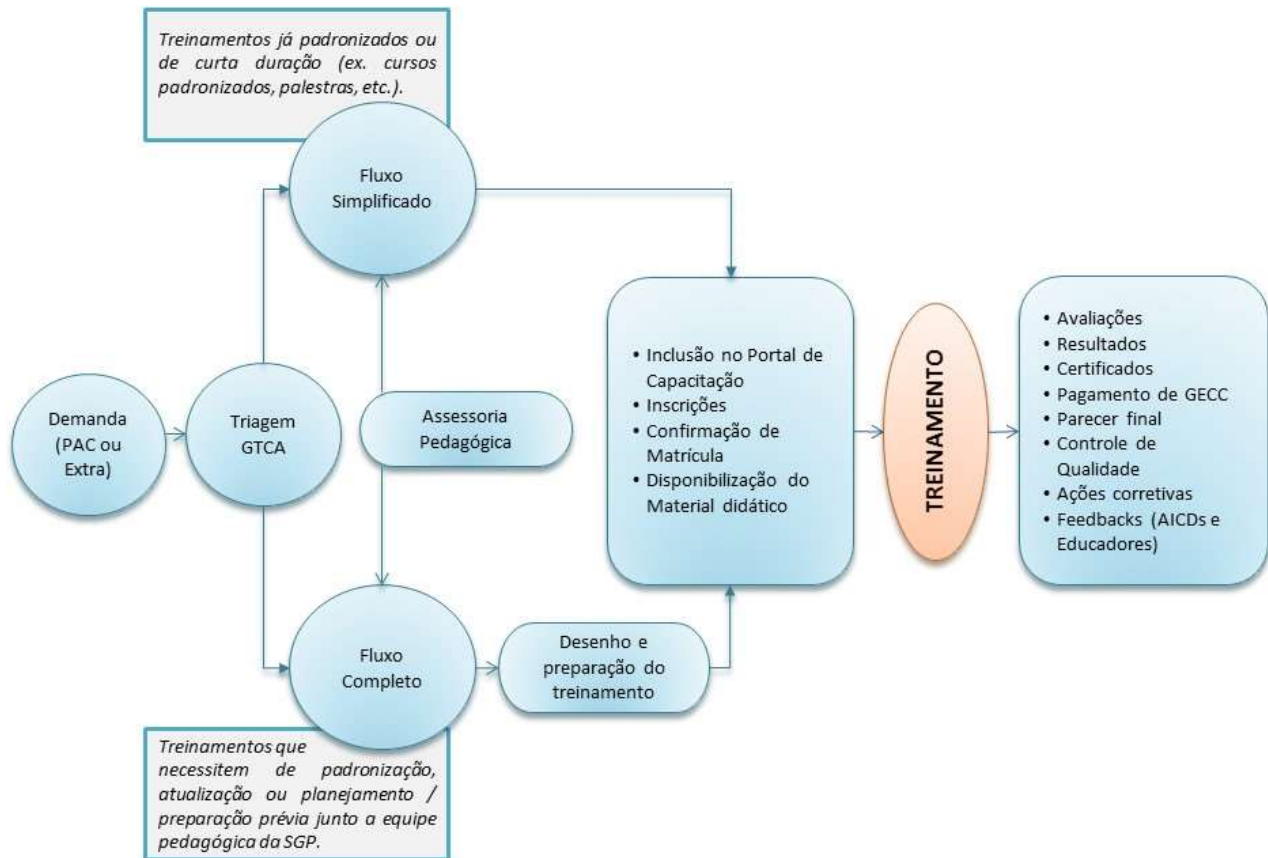 Treinamentos já padronizados ou
de curta duração (ex. cursos
padronizados, palestras, etc.).
Fluxo
Simplificado
Demanda
(PAC ou
Extra)
Triagem
GTCA
Assessoria
Pedagógica
Fluxo
Completo
Treinamentos que
necessitem de padronização,
atualização ou planejamento /
preparação prévia junto a equipe
pedagógica da SGP.
Desenho e
preparação do
treinamento
• Inclusão no Portal de
Capacitação
• Inscrições
• Confirmação de
Matrícula
• Disponibilização do
Material didático
TREINAMENTO
• Avaliações
• Resultados
• Certificados
• Pagamento de GECC
• Parecer final
• Controle de
Qualidade
• Ações corretivas
• Feedbacks (AICDs e
Educadores)